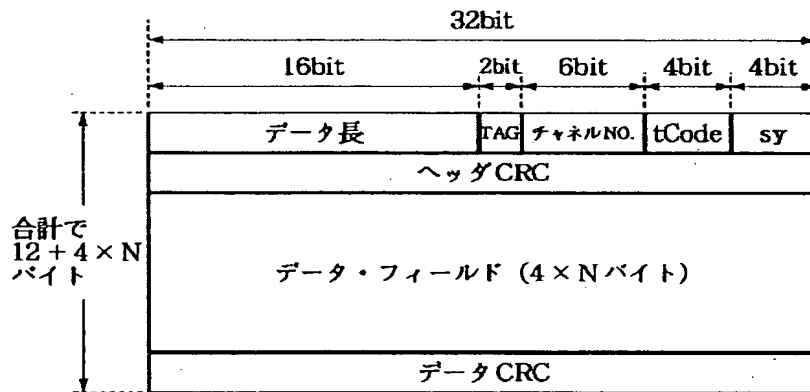 32bit
16bit 2bit 6bit 4bit 4bit
データ長 TAG チャネルNO. tCode sy
ヘッダCRC
合計で
12+4×N
バイト
データ・フィールド (4×Nバイト)
データCRC